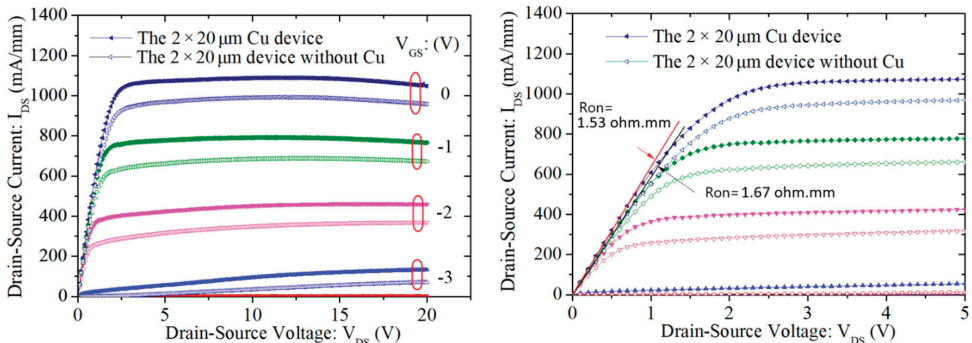 1400
1200
1000
800
600
400
200
0
Drain-Source Current: I_DS (mA/mm)
The 2 × 20 μm Cu device
The 2 × 20 μm device without Cu
V_GS: (V)
0
-1
-2
-3
0 5 10 15 20
Drain-Source Voltage: V_DS (V)
1400
1200
1000
800
600
400
200
0
Drain-Source Current: I_DS (mA/mm)
The 2 × 20 μm Cu device
The 2 × 20 μm device without Cu
Ron=
1.53 ohm.mm
Ron= 1.67 ohm.mm
0 1 2 3 4 5
Drain-Source Voltage: V_DS (V)